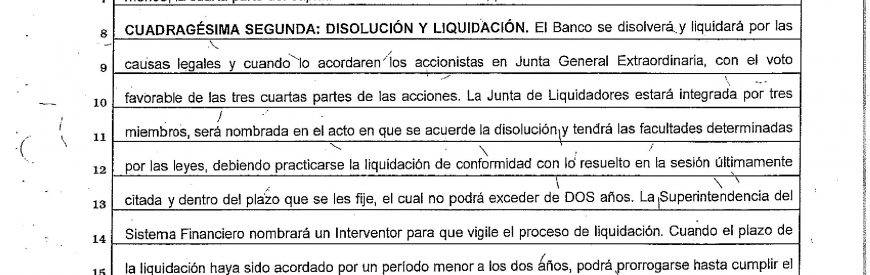 8 CUADRAGÉSIMA SEGUNDA: DISOLUCIÓN Y LIQUIDACIÓN. El Banco se disolverá y liquidará por las
9 causas legales y cuando lo acordaren los accionistas en Junta General Extraordinaria, con el voto
10 favorable de las tres cuartas partes de las acciones. La Junta de Liquidadores estará integrada por tres
11 miembros, será nombrada en el acto en que se acuerde la disolución y tendrá las facultades determinadas
12 por las leyes, debiendo practicarse la liquidación de conformidad con lo resuelto en la sesión últimamente
13 citada y dentro del plazo que se les fije, el cual no podrá exceder de DOS años. La Superintendencia del
14 Sistema Financiero nombrará un Interventor para que vigile el proceso de liquidación. Cuando el plazo de
15 la liquidación haya sido acordado por un período menor a los dos años, podrá prorrogarse hasta cumplir el